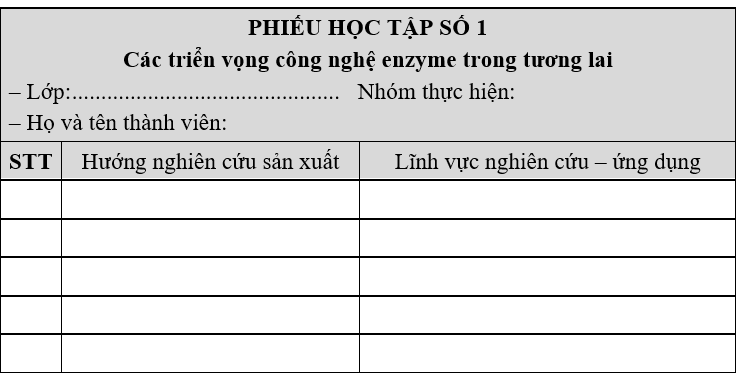 PHIẾU HỌC TẬP SỐ 1
Các triển vọng công nghệ enzyme trong tương lai
– Lớp:.............................................. Nhóm thực hiện:
– Họ và tên thành viên:
STT Hướng nghiên cứu sản xuất Lĩnh vực nghiên cứu – ứng dụng